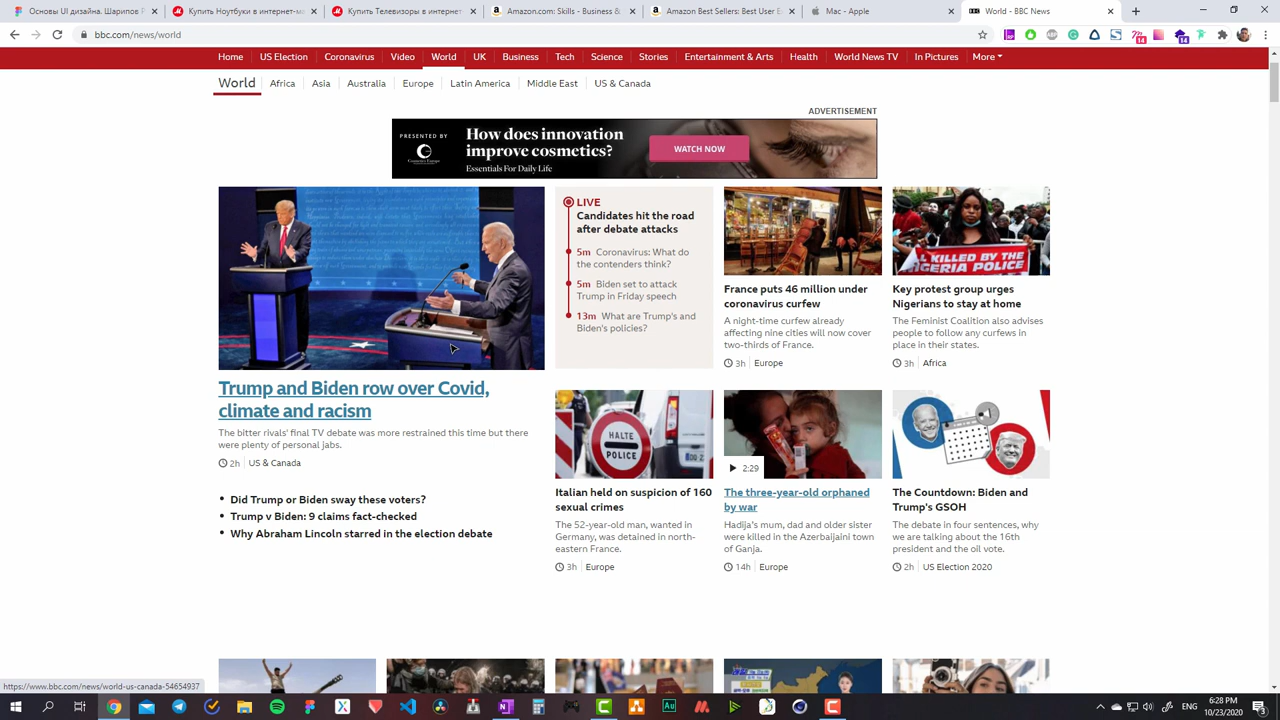 Основы UI дизайна. Шарипов Р
Купить Ноутбуки в интернет-ма
Купить Телевизоры в интернет
Amazon.com: Skills - Business &
Amazon Best Sellers: Best User E
Mac - Apple
BBC World - BBC News
bbc.com/news/world
Home US Election Coronavirus Video World UK Business Tech Science Stories Entertainment & Arts Health World News TV In Pictures More
World Africa Asia Australia Europe Latin America Middle East US & Canada
ADVERTISEMENT
PRESENTED BY
Cosmetics Europe
How does innovation
improve cosmetics?
Essentials For Daily Life
WATCH NOW
Trump and Biden row over Covid,
climate and racism
The bitter rivals' final TV debate was more restrained this time but there
were plenty of personal jabs.
2h US & Canada
Did Trump or Biden sway these voters?
Trump v Biden: 9 claims fact-checked
Why Abraham Lincoln starred in the election debate
LIVE
Candidates hit the road
after debate attacks
5m Coronavirus: What do
the contenders think?
5m Biden set to attack
Trump in Friday speech
13m What are Trump's and
Biden's policies?
France puts 46 million under
coronavirus curfew
A night-time curfew already
affecting nine cities will now cover
two-thirds of France.
3h Europe
KILLED BY THE
NIGERIA POLICE
Key protest group urges
Nigerians to stay at home
The Feminist Coalition also advises
people to follow any curfews in
place in their states.
3h Africa
HALTE
POLICE
Italian held on suspicion of 160
sexual crimes
The 52-year-old man, wanted in
Germany, was detained in north-
eastern France.
3h Europe
2:29
The three-year-old orphaned
by war
Hadija's mum, dad and older sister
were killed in the Azerbaijaini town
of Ganja.
14h Europe
The Countdown: Biden and
Trump's GSOH
The debate in four sentences, why
we are talking about the 16th
president and the oil vote.
2h US Election 2020
https://www.bbc.com/news/world-us-canada-54654937
ENG
6:28 PM
10/23/2020